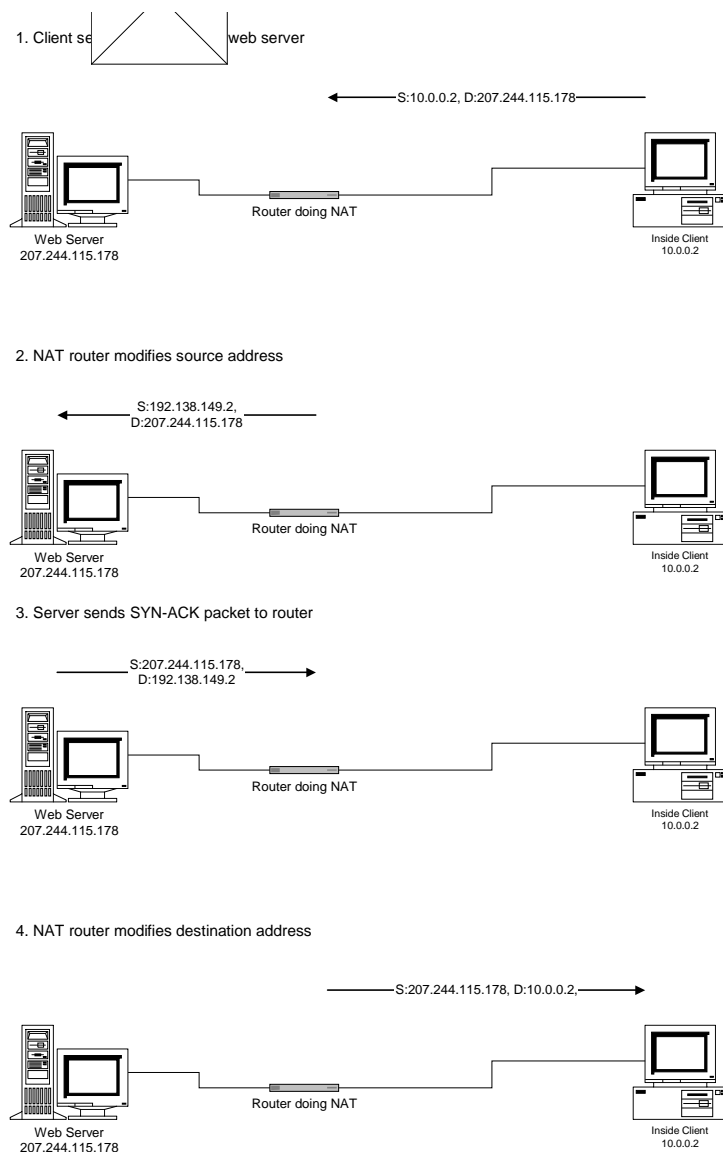 1. Client se web server
S:10.0.0.2, D:207.244.115.178
Router doing NAT
Web Server
207.244.115.178
Inside Client
10.0.0.2
2. NAT router modifies source address
S:192.138.149.2,
D:207.244.115.178
Router doing NAT
Web Server
207.244.115.178
Inside Client
10.0.0.2
3. Server sends SYN-ACK packet to router
S:207.244.115.178,
D:192.138.149.2
Router doing NAT
Web Server
207.244.115.178
Inside Client
10.0.0.2
4. NAT router modifies destination address
S:207.244.115.178, D:10.0.0.2,
Router doing NAT
Web Server
207.244.115.178
Inside Client
10.0.0.2